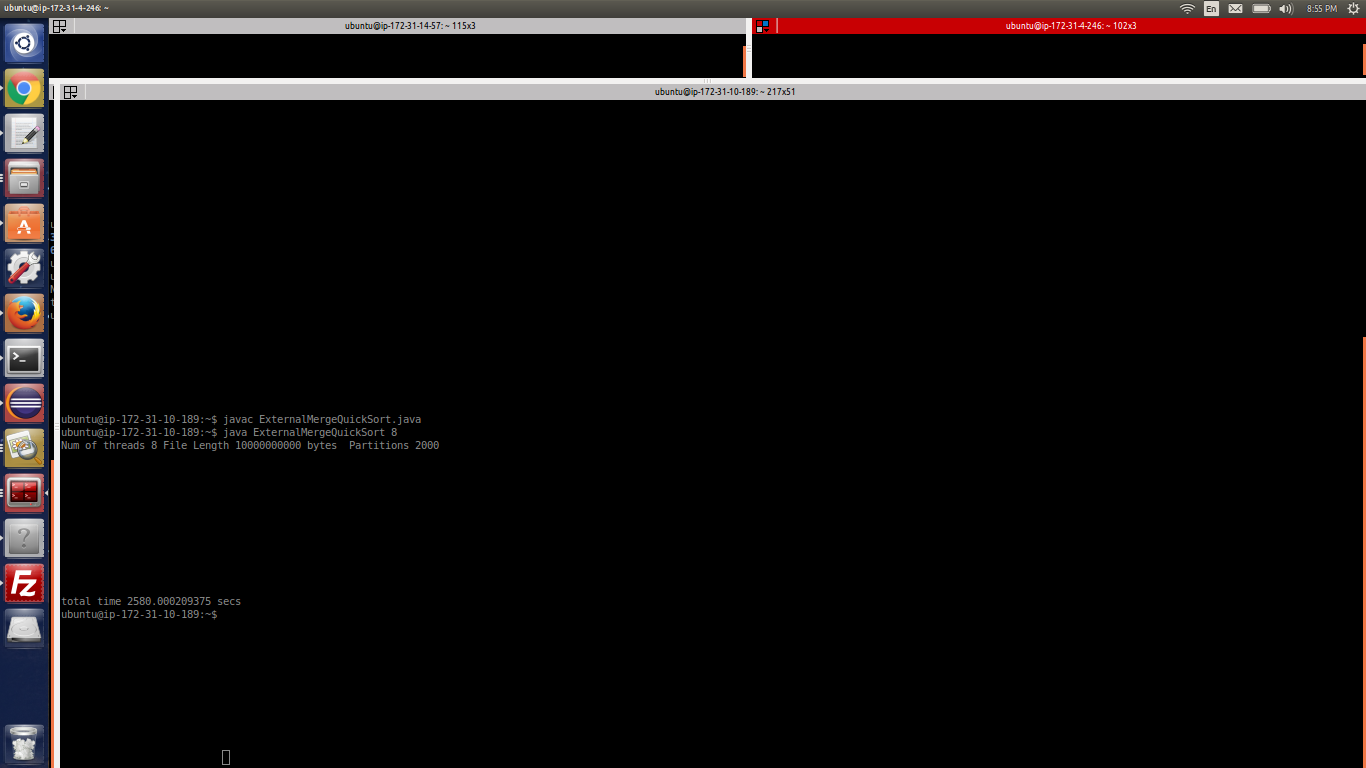 ubuntu@ip-172-31-4-246: ~
En
8:55 PM
ubuntu@ip-172-31-14-57: ~ 115x3
ubuntu@ip-172-31-4-246: ~ 102x3
ubuntu@ip-172-31-10-189: ~ 217x51
ubuntu@ip-172-31-10-189:~$ javac ExternalMergeQuickSort.java
ubuntu@ip-172-31-10-189:~$ java ExternalMergeQuickSort 8
Num of threads 8 File Length 10000000000 bytes  Partitions 2000
total time 2580.000209375 secs
ubuntu@ip-172-31-10-189:~$